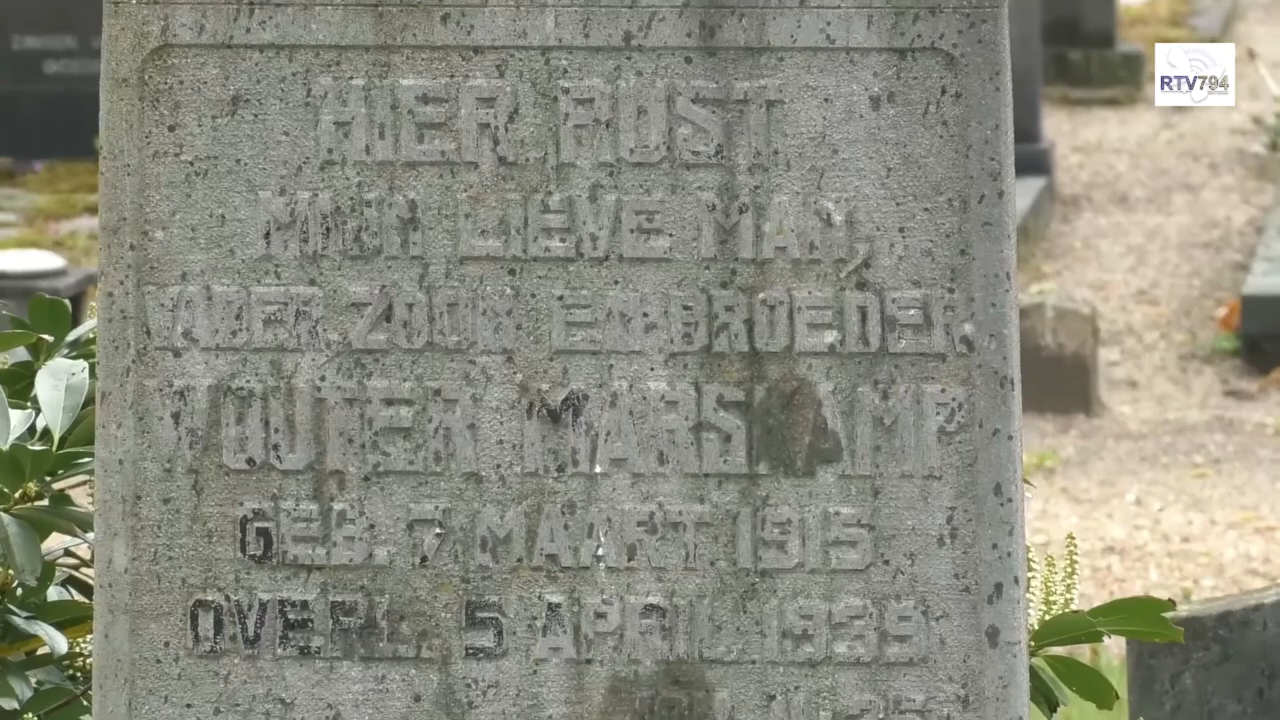 RTV794
HIER RUST
MIJN LIEVE MAN,
VADER, ZOON EN BROEDER
WOUTER MARSKAMP
GEB. 7 MAART 1915
OVERL. 5 APRIL 1939